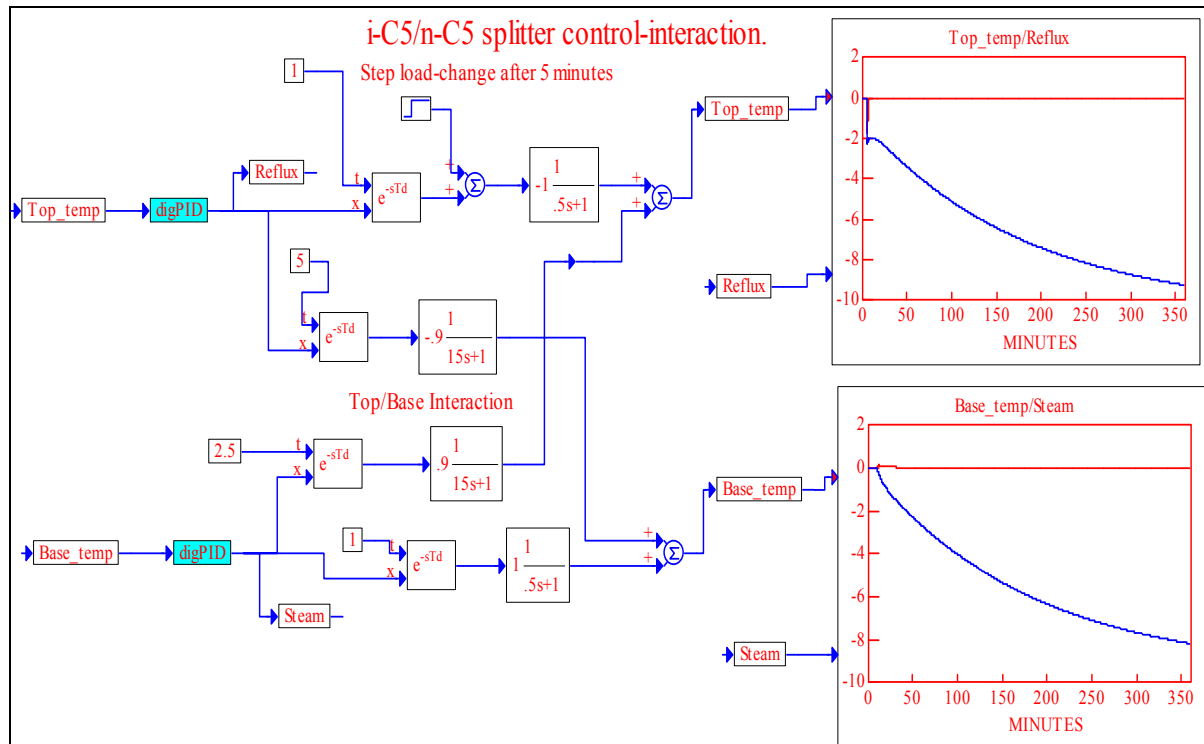 i-C5/n-C5 splitter control-interaction.
Step load-change after 5 minutes
1
Reflux
Top_temp
digPID
t
x
e-sTd
+
+
Σ
-1
1
.5s+1
+
+
Σ
Top_temp
Reflux
5
t
x
e-sTd
-.9
1
15s+1
Top/Base Interaction
2.5
t
x
e-sTd
.9
1
15s+1
Base_temp
digPID
Steam
1
t
x
e-sTd
1
1
.5s+1
+
+
Σ
Base_temp
Steam
Top_temp/Reflux
2
0
-2
-4
-6
-8
-10
0 50 100 150 200 250 300 350
MINUTES
Base_temp/Steam
2
0
-2
-4
-6
-8
-10
0 50 100 150 200 250 300 350
MINUTES